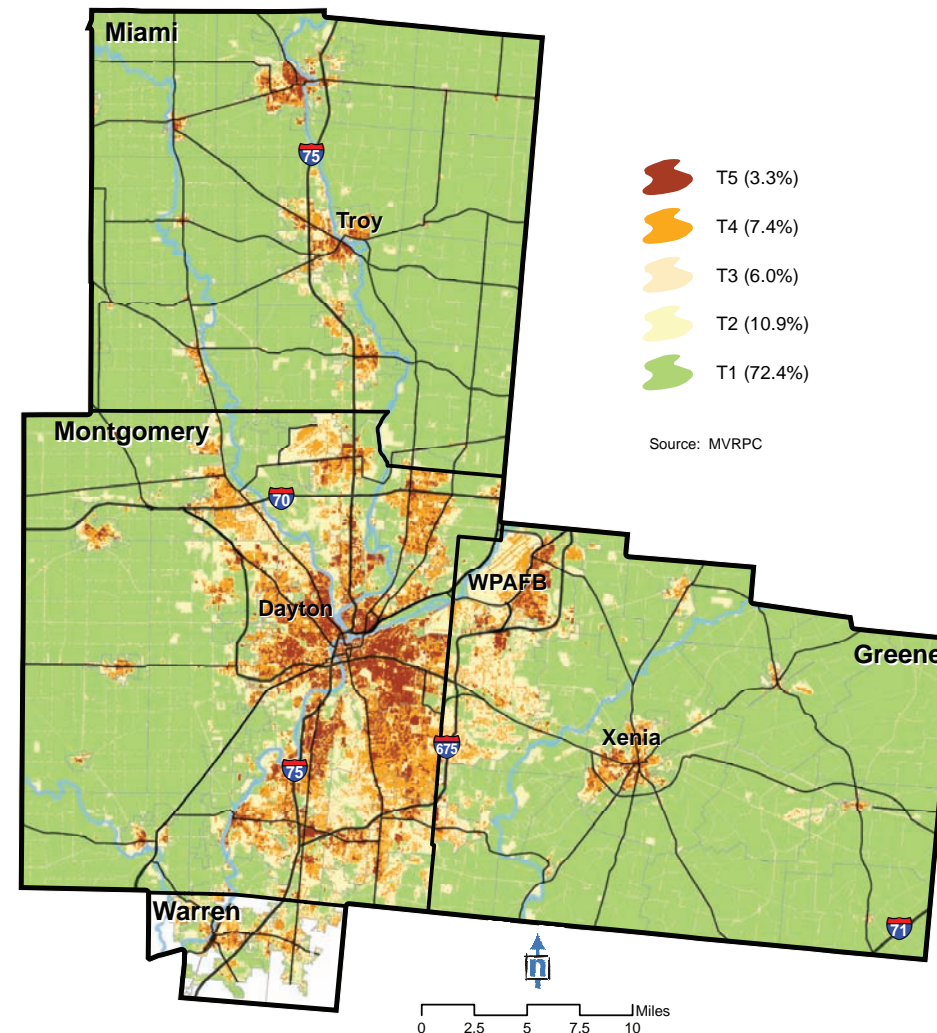 Miami
75
Troy
T5 (3.3%)
T4 (7.4%)
T3 (6.0%)
T2 (10.9%)
T1 (72.4%)
Source: MVRPC
Montgomery
70
WPAFB
Dayton
Greene
Xenia
675
75
Warren
71
n
Miles
0 2.5 5 7.5 10